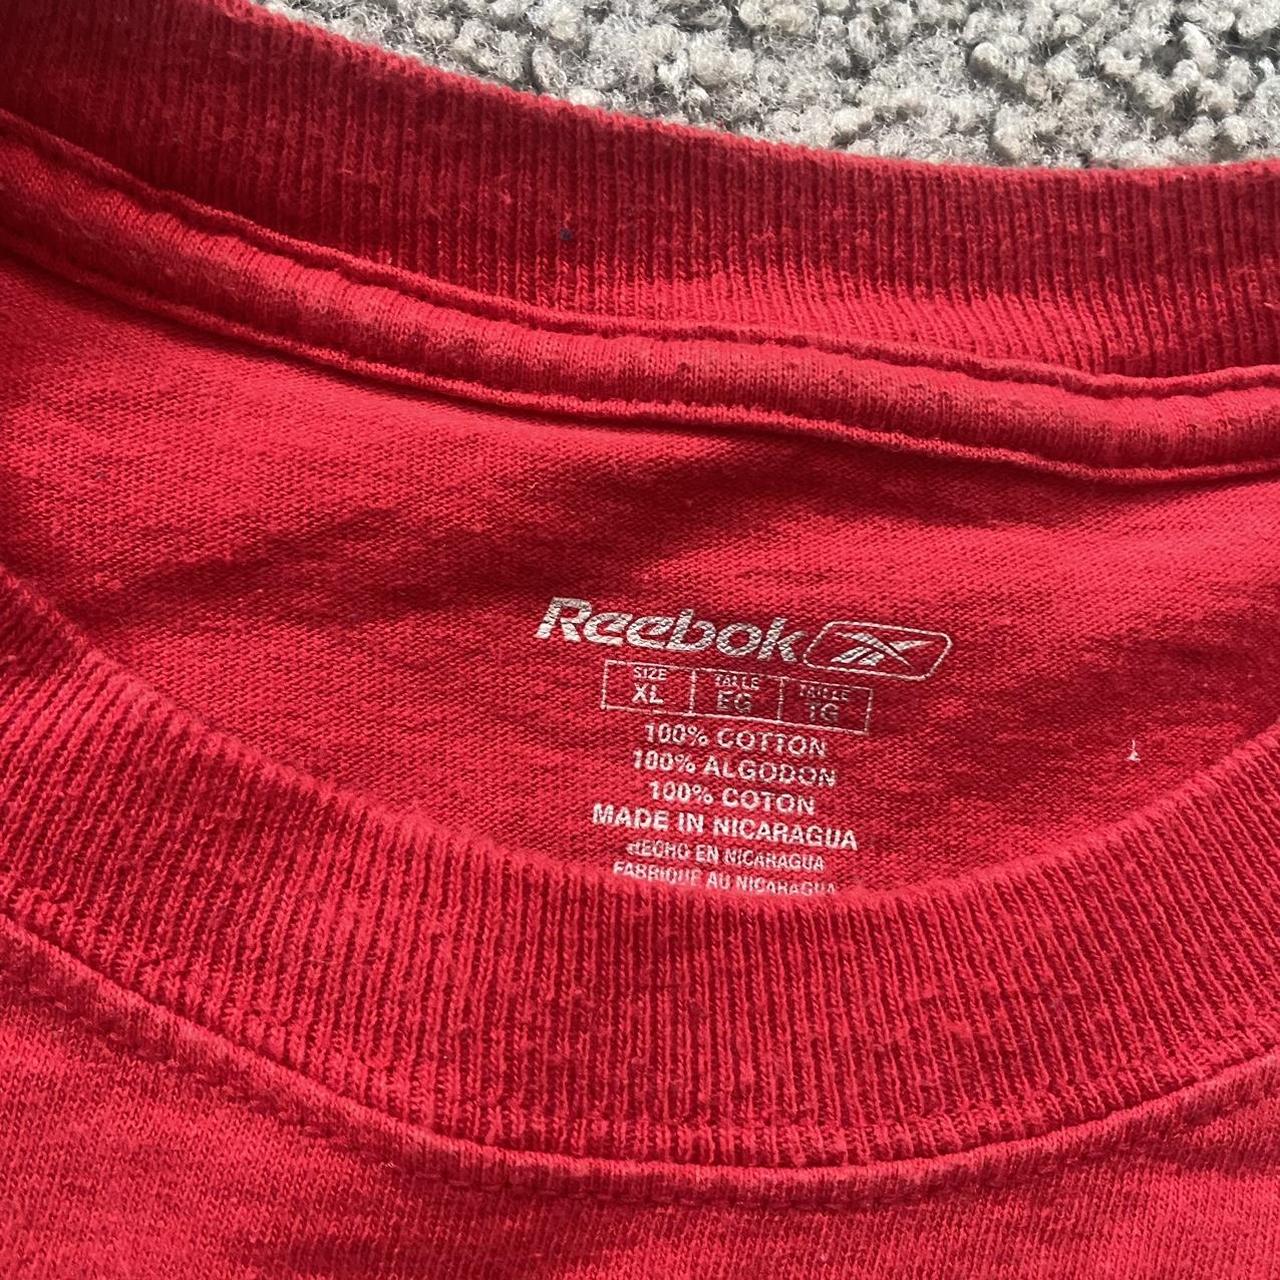 Reebok
SIZE TALLE TAILLE
XL EG TG
100% COTTON
100% ALGODON
100% COTON
MADE IN NICARAGUA
HECHO EN NICARAGUA
FABRIQUE AU NICARAGUA